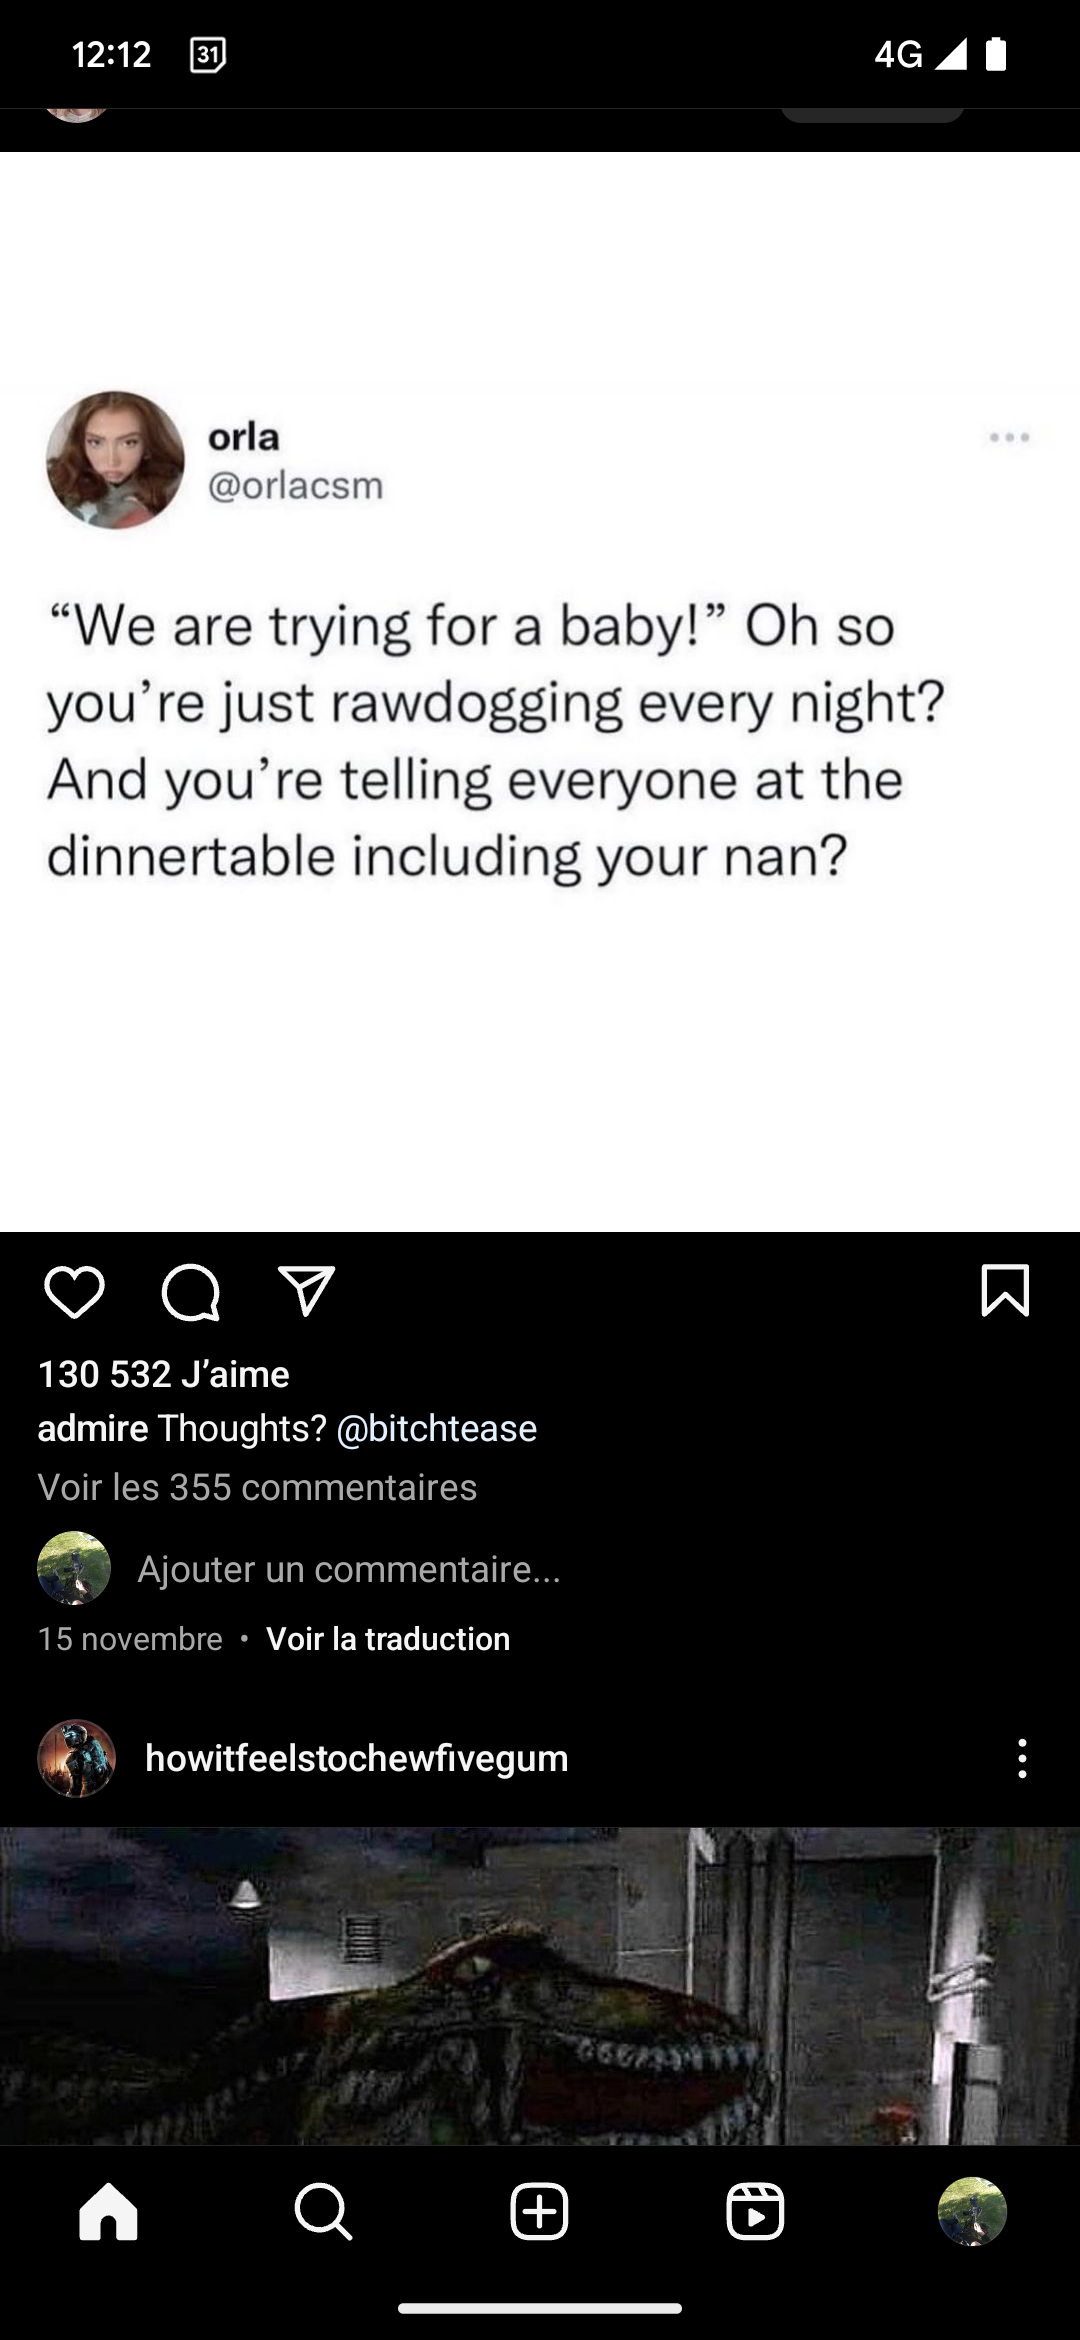 12:12
31
4G
orla
@orlacsm
“We are trying for a baby!” Oh so
you’re just rawdogging every night?
And you’re telling everyone at the
dinnertable including your nan?
130 532 J’aime
admire Thoughts? @bitchtease
Voir les 355 commentaires
Ajouter un commentaire...
15 novembre • Voir la traduction
howitfeelstochewfivegum